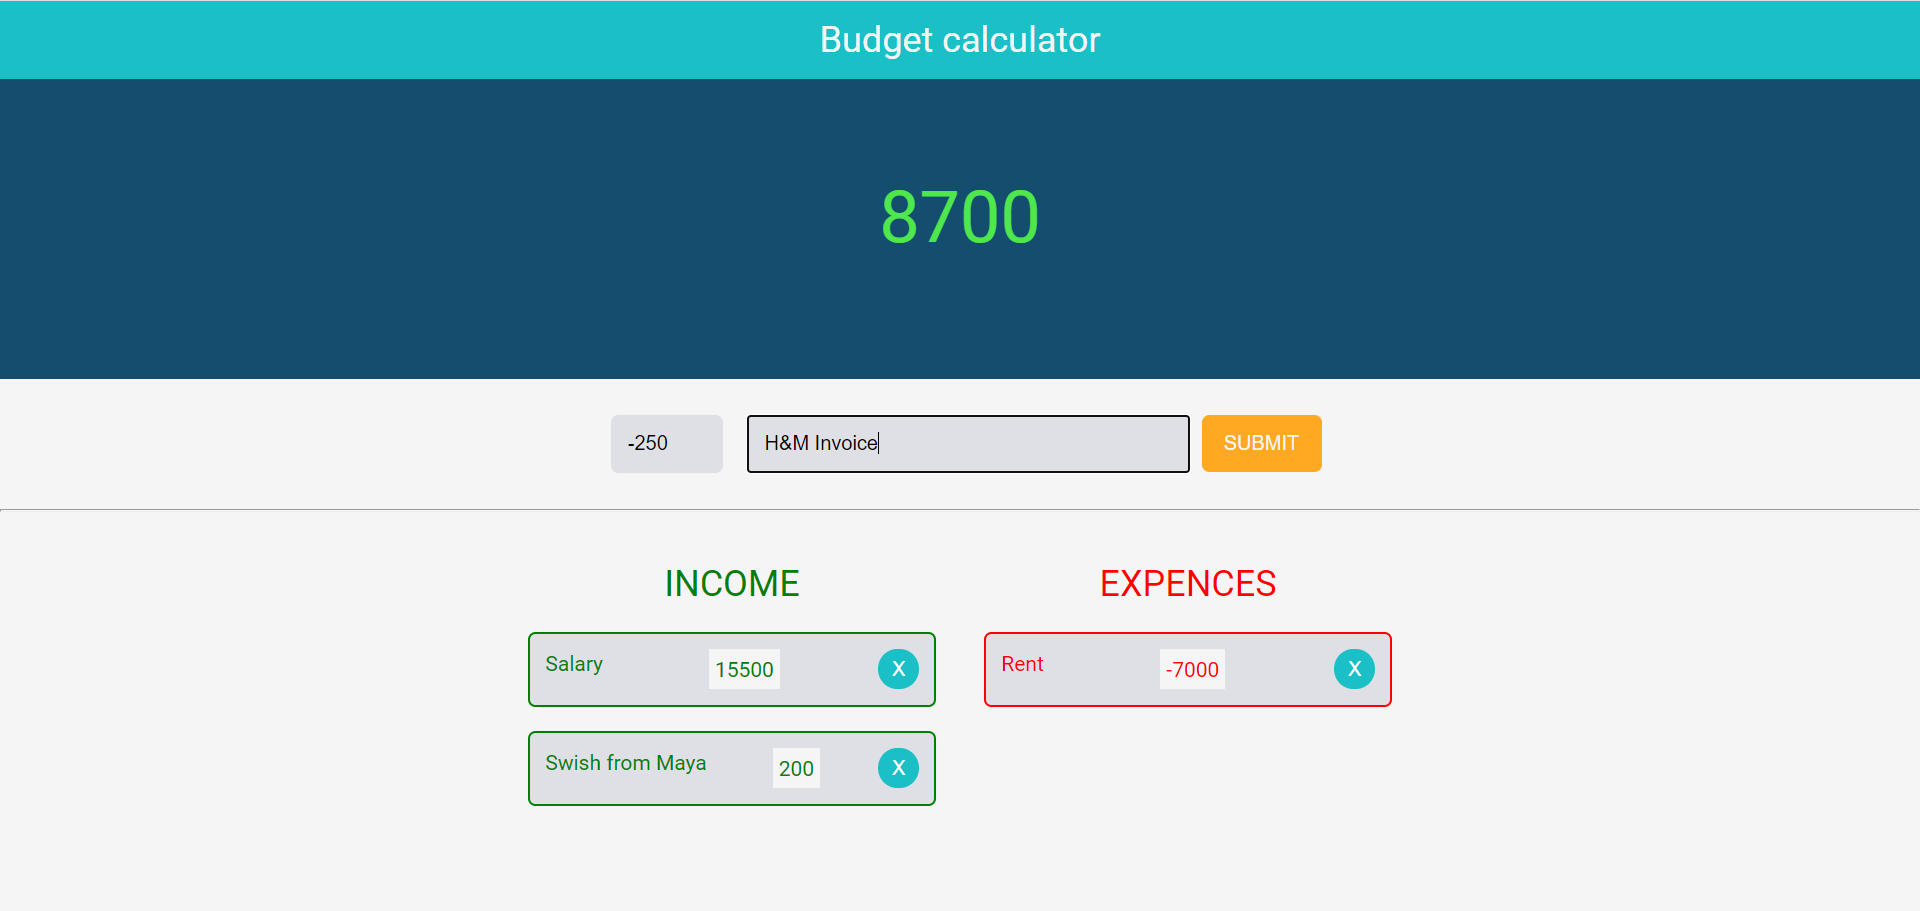 Budget calculator
8700
-250 H&M Invoice SUBMIT
INCOME
Salary 15500 X
Swish from Maya 200 X
EXPENCES
Rent -7000 X